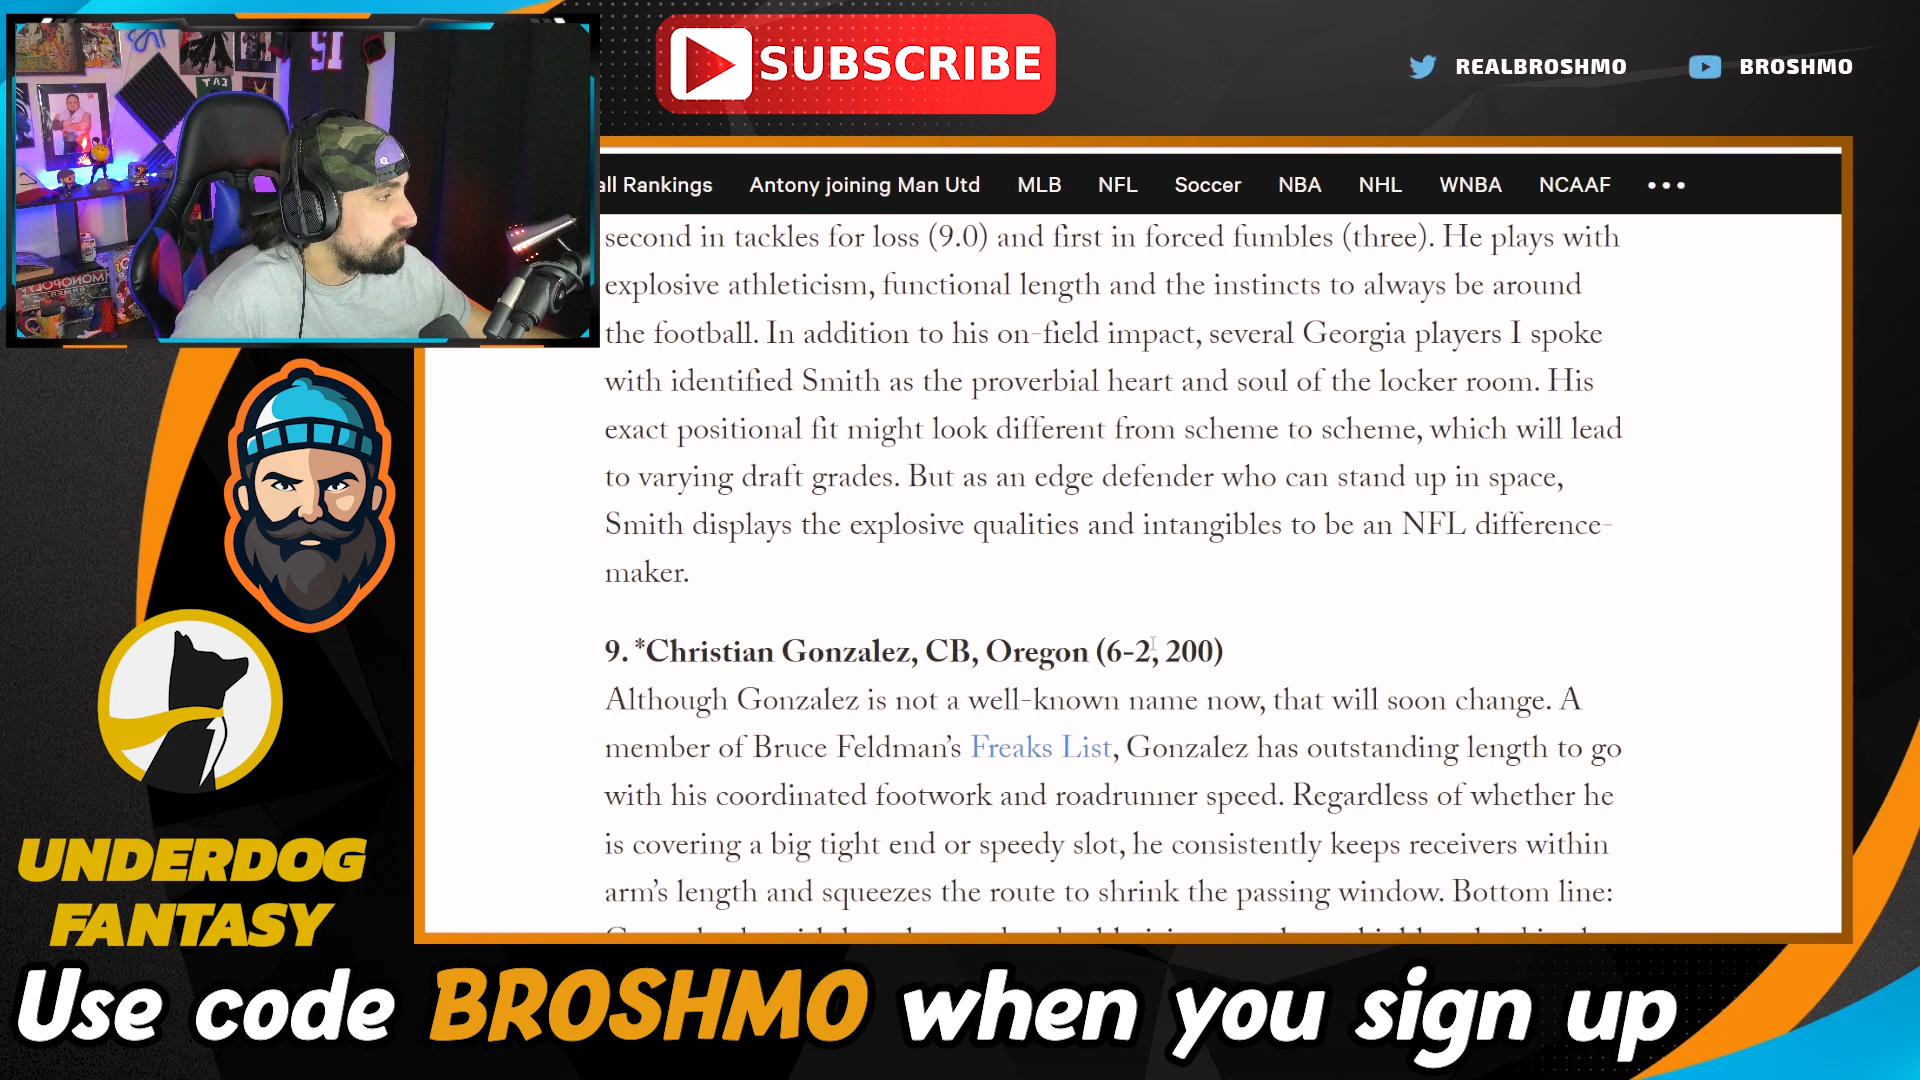 SUBSCRIBE
REALBROSHMO
BROSHMO
all Rankings Antony joining Man Utd MLB NFL Soccer NBA NHL WNBA NCAAF •••
second in tackles for loss (9.0) and first in forced fumbles (three). He plays with
explosive athleticism, functional length and the instincts to always be around
the football. In addition to his on-field impact, several Georgia players I spoke
with identified Smith as the proverbial heart and soul of the locker room. His
exact positional fit might look different from scheme to scheme, which will lead
to varying draft grades. But as an edge defender who can stand up in space,
Smith displays the explosive qualities and intangibles to be an NFL difference-
maker.
9. *Christian Gonzalez, CB, Oregon (6-2, 200)
Although Gonzalez is not a well-known name now, that will soon change. A
member of Bruce Feldman's Freaks List, Gonzalez has outstanding length to go
with his coordinated footwork and roadrunner speed. Regardless of whether he
is covering a big tight end or speedy slot, he consistently keeps receivers within
arm's length and squeezes the route to shrink the passing window. Bottom line:
UNDERDOG
FANTASY
Use code BROSHMO when you sign up